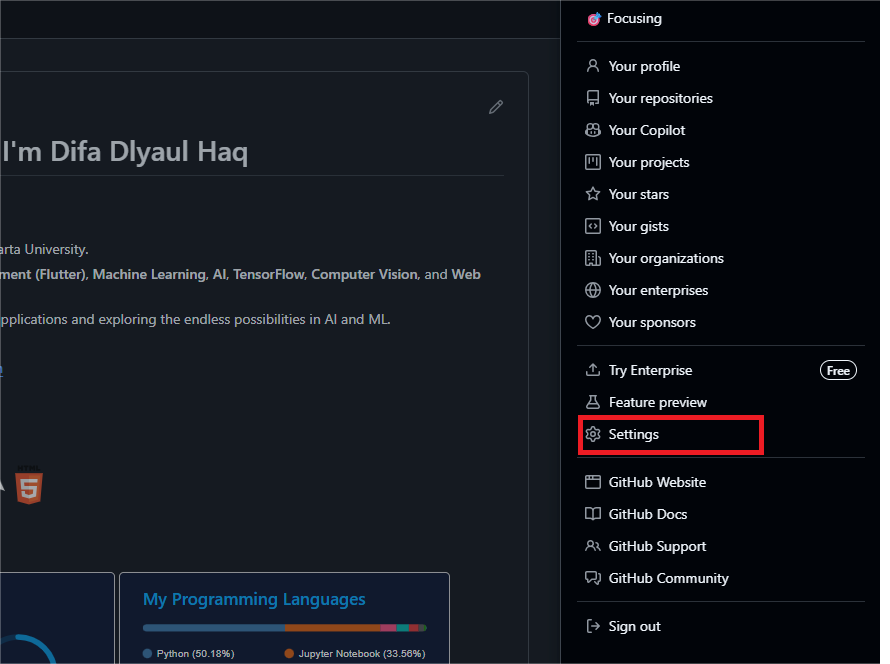 I'm Difa Dlyaul Haq
arta University.
ment (Flutter), Machine Learning, AI, TensorFlow, Computer Vision, and Web
pplications and exploring the endless possibilities in AI and ML.
HTML
5
My Programming Languages
Python (50.18%)
Jupyter Notebook (33.56%)
Focusing
Your profile
Your repositories
Your Copilot
Your projects
Your stars
Your gists
Your organizations
Your enterprises
Your sponsors
Try Enterprise Free
Feature preview
Settings
GitHub Website
GitHub Docs
GitHub Support
GitHub Community
Sign out